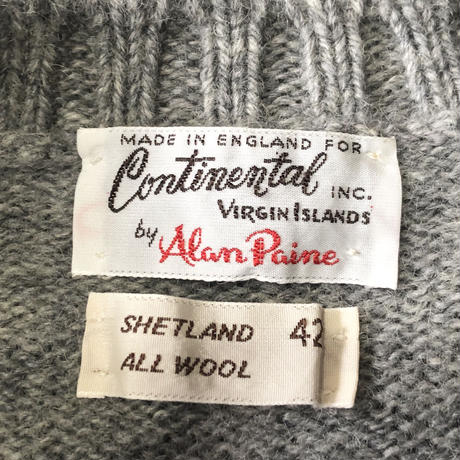 MADE IN ENGLAND FOR
Continental INC.
VIRGIN ISLANDS
by Alan Paine
SHETLAND 42
ALL WOOL